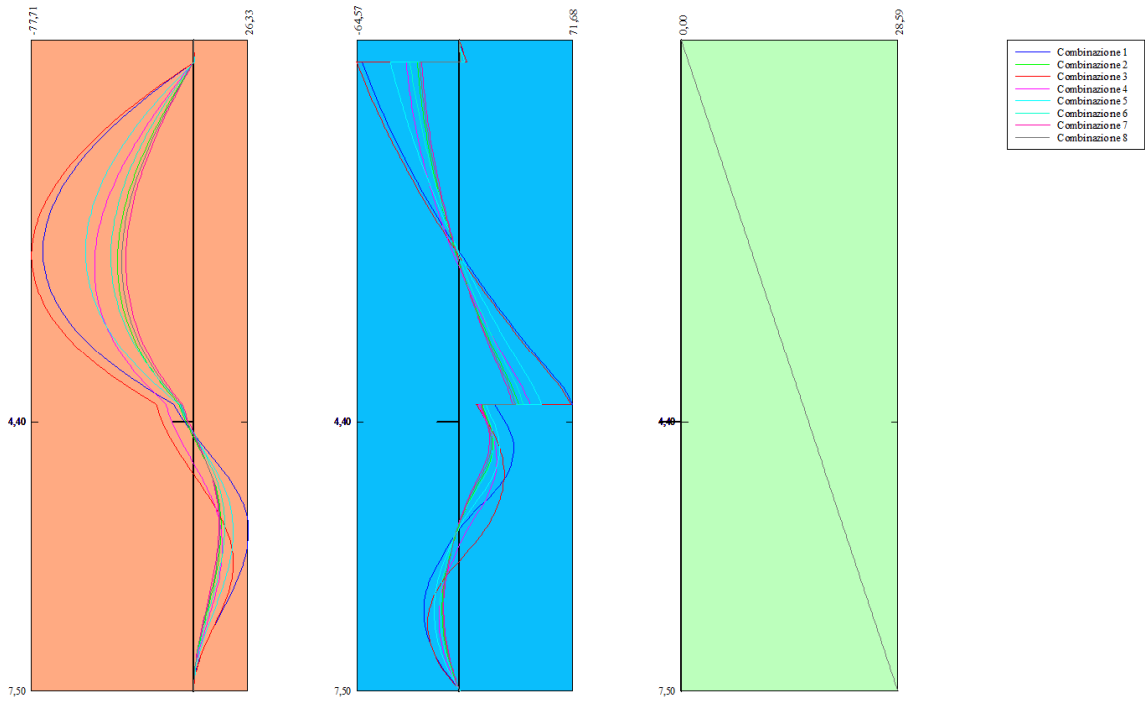 -77,71
26,33
-64,57
71,68
0,00
28,59
Combinazione 1
Combinazione 2
Combinazione 3
Combinazione 4
Combinazione 5
Combinazione 6
Combinazione 7
Combinazione 8
4,40
4,40
4,40
7,50
7,50
7,50